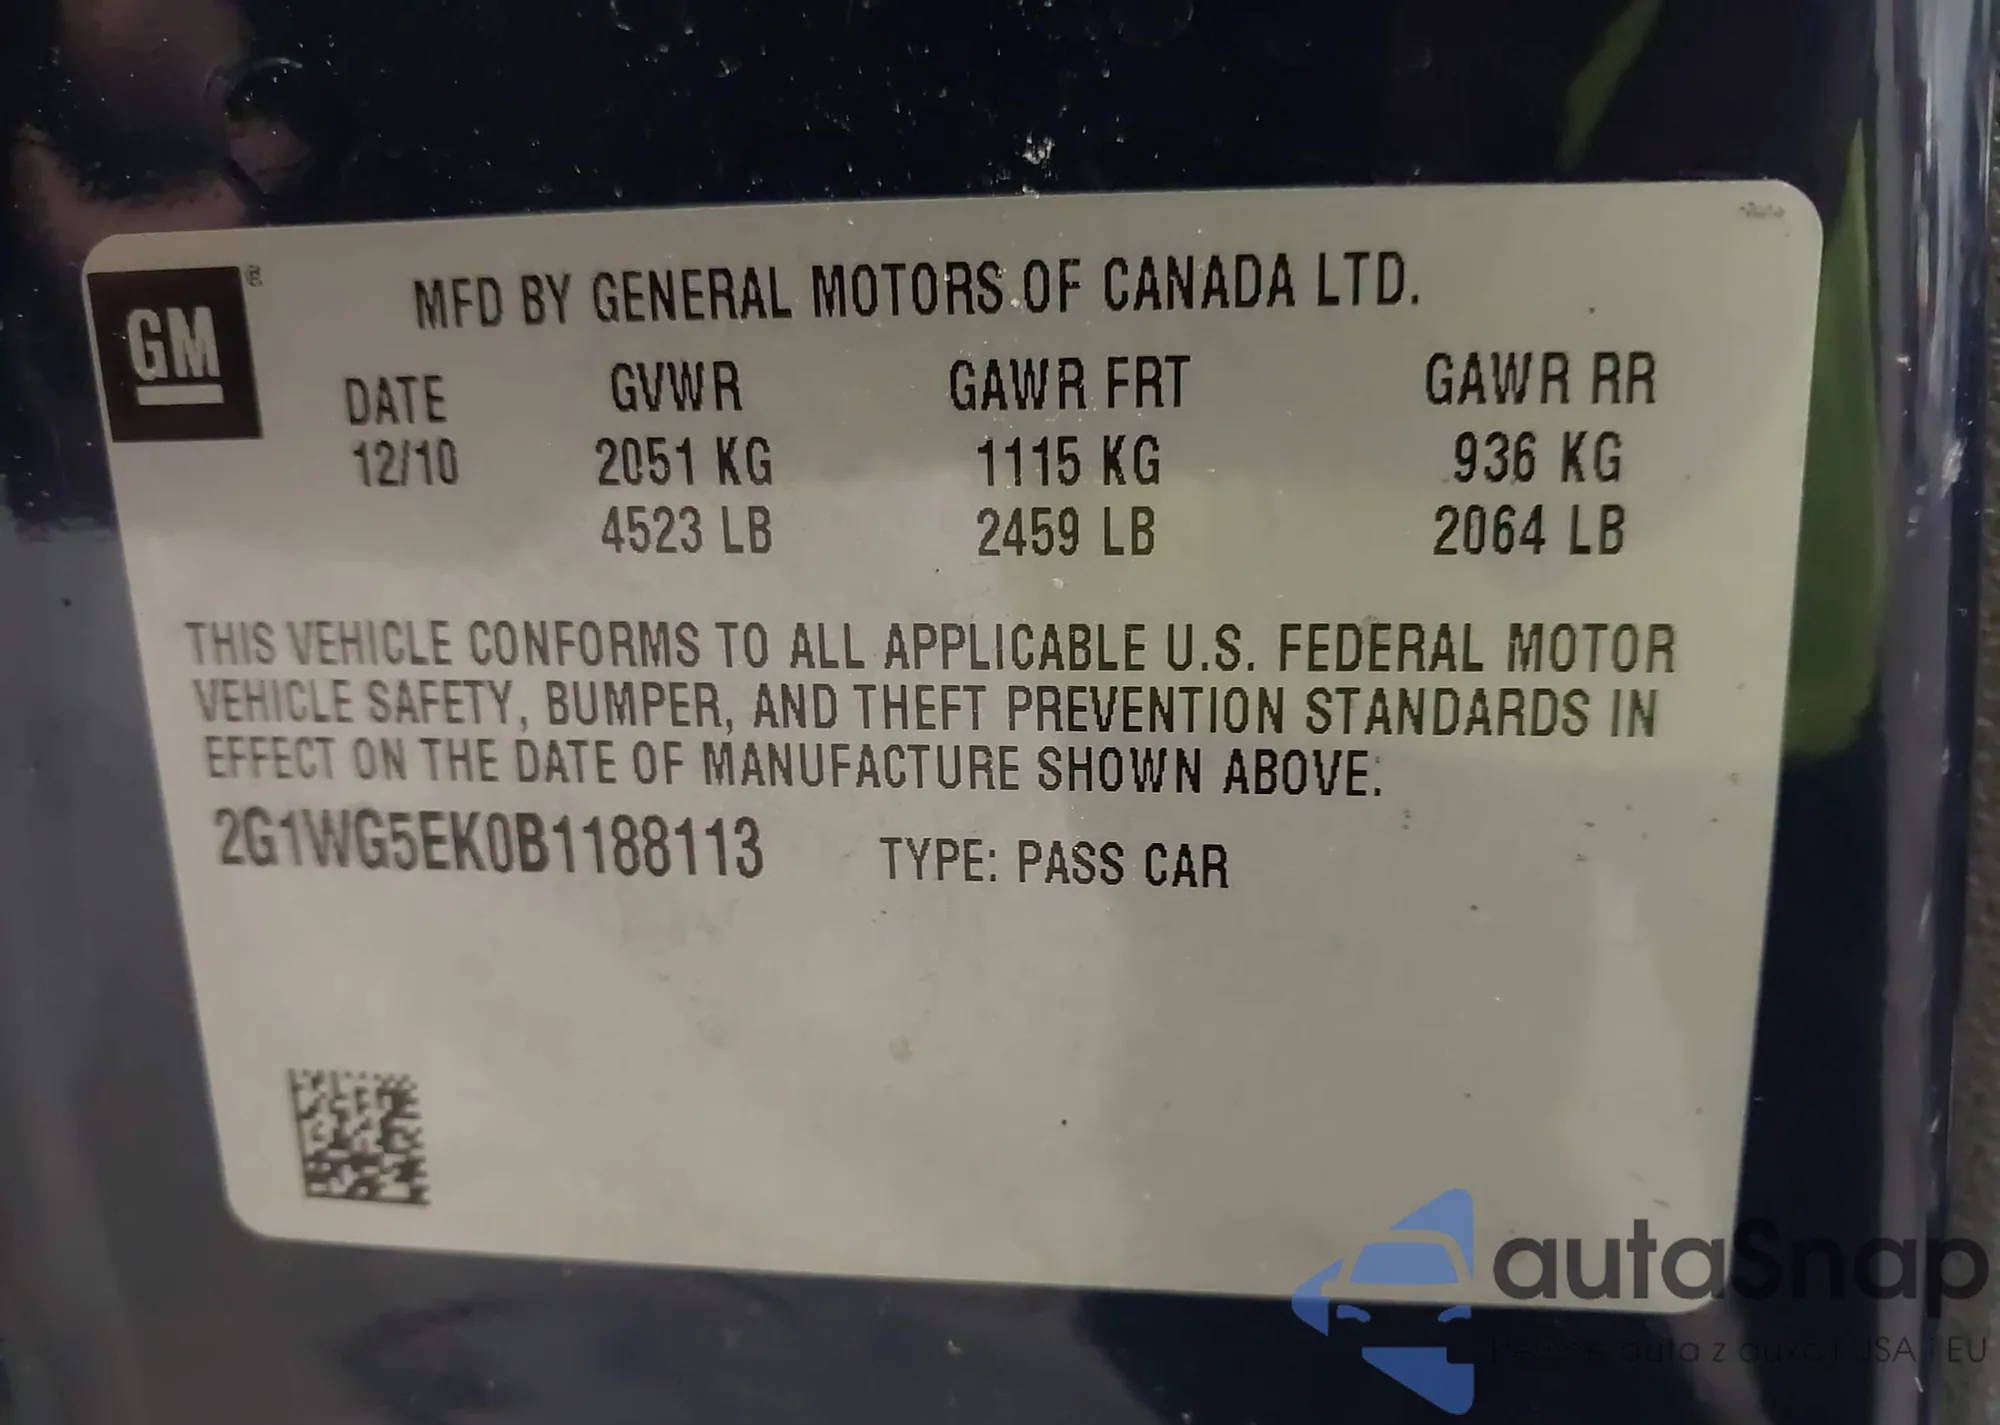 GM ®
MFD BY GENERAL MOTORS OF CANADA LTD.
DATE GVWR GAWR FRT GAWR RR
12/10 2051 KG 1115 KG 936 KG
4523 LB 2459 LB 2064 LB
THIS VEHICLE CONFORMS TO ALL APPLICABLE U.S. FEDERAL MOTOR
VEHICLE SAFETY, BUMPER, AND THEFT PREVENTION STANDARDS IN
EFFECT ON THE DATE OF MANUFACTURE SHOWN ABOVE.
2G1WG5EK0B1188113 TYPE: PASS CAR
autaSnap
auta z USA EU